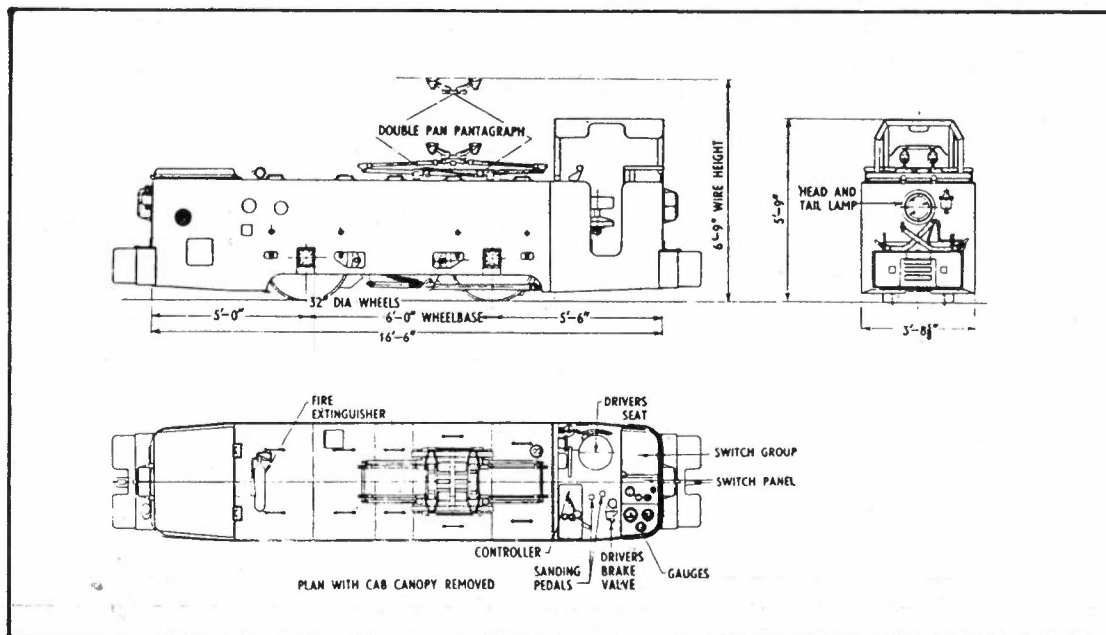 DOUBLE PAN PANTAGRAPH
6'-9" WIRE HEIGHT
5'-9"
HEAD AND
TAIL LAMP
32" DIA WHEELS
5'-0"
6'-0" WHEELBASE
5'-6"
16'-6"
3'-8½"
FIRE
EXTINGUISHER
DRIVERS
SEAT
SWITCH GROUP
SWITCH PANEL
CONTROLLER
SANDING
PEDALS
DRIVERS
BRAKE
VALVE
GAUGES
PLAN WITH CAB CANOPY REMOVED